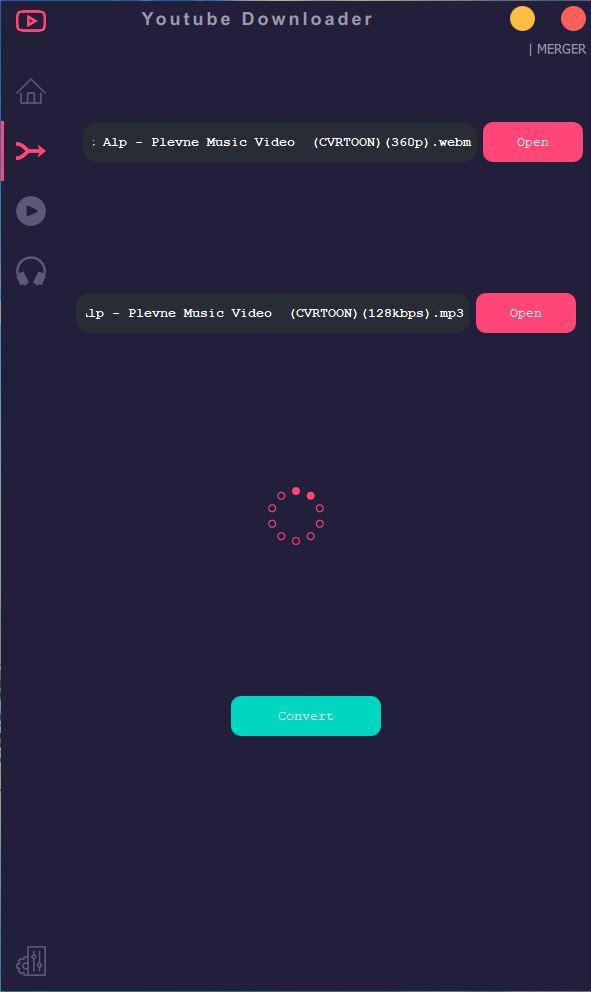 Youtube Downloader
| MERGER
Alp - Plevne Music Video  (CVRTOON)(360p).webm
Open
- Plevne Music Video  (CVRTOON)(128kbps).mp3
Open
Convert